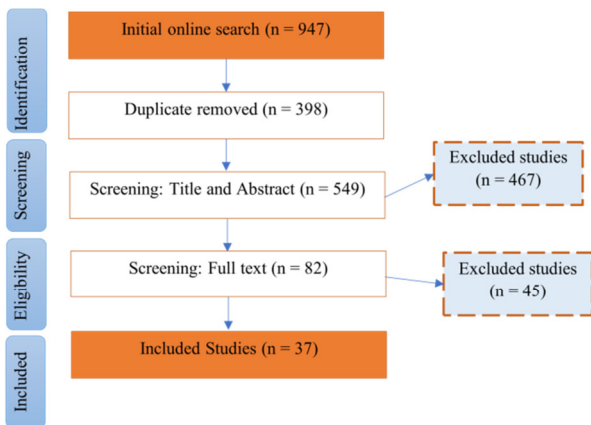 Identification
Initial online search (n = 947)
Duplicate removed (n = 398)
Screening
Screening: Title and Abstract (n = 549)
Excluded studies
(n = 467)
Eligibility
Screening: Full text (n = 82)
Excluded studies
(n = 45)
Included
Included Studies (n = 37)